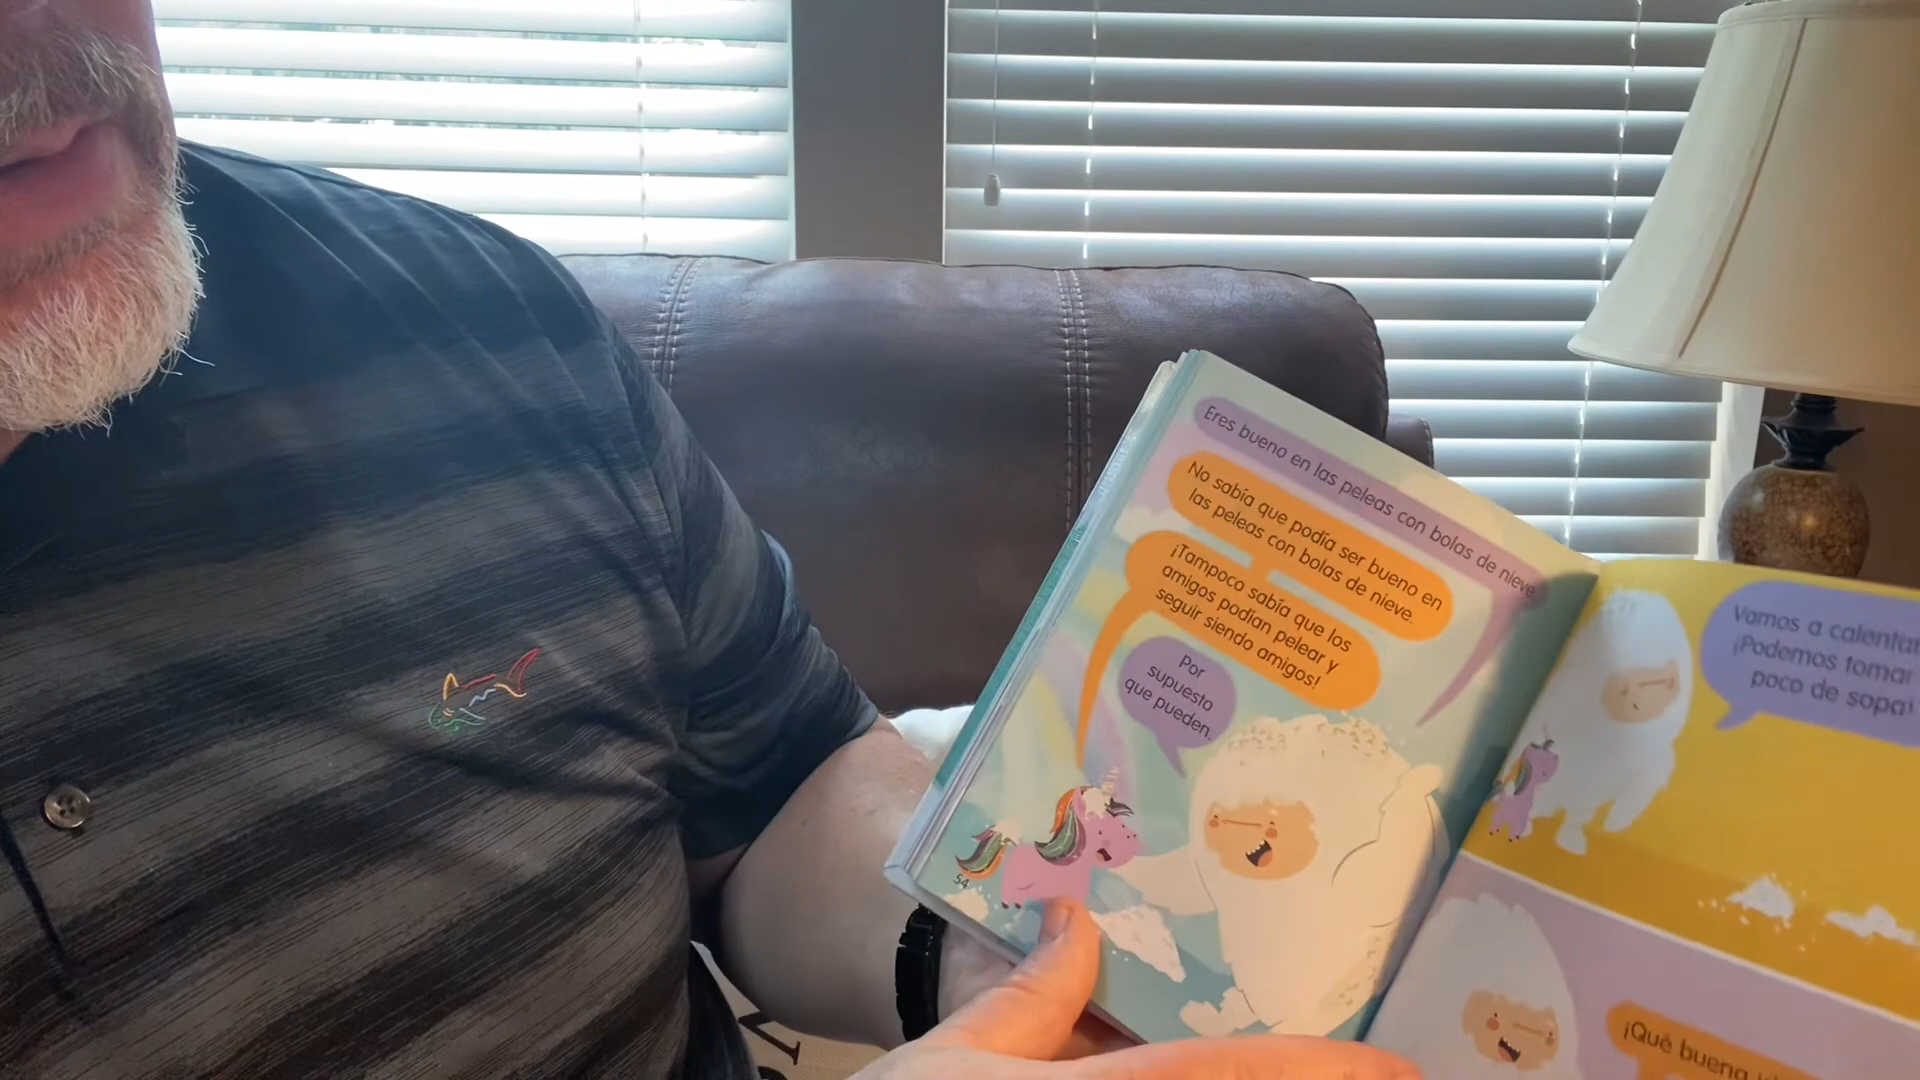 Eres bueno en las peleas con bolas de nieve.
No sabía que podía ser bueno en
las peleas con bolas de nieve.
¡Tampoco sabía que los
amigos podían pelear y
seguir siendo amigos!
Por
supuesto
que pueden.
54
Vamos a
¡Podemos tomar
poco de sopa!
¡Qué buena